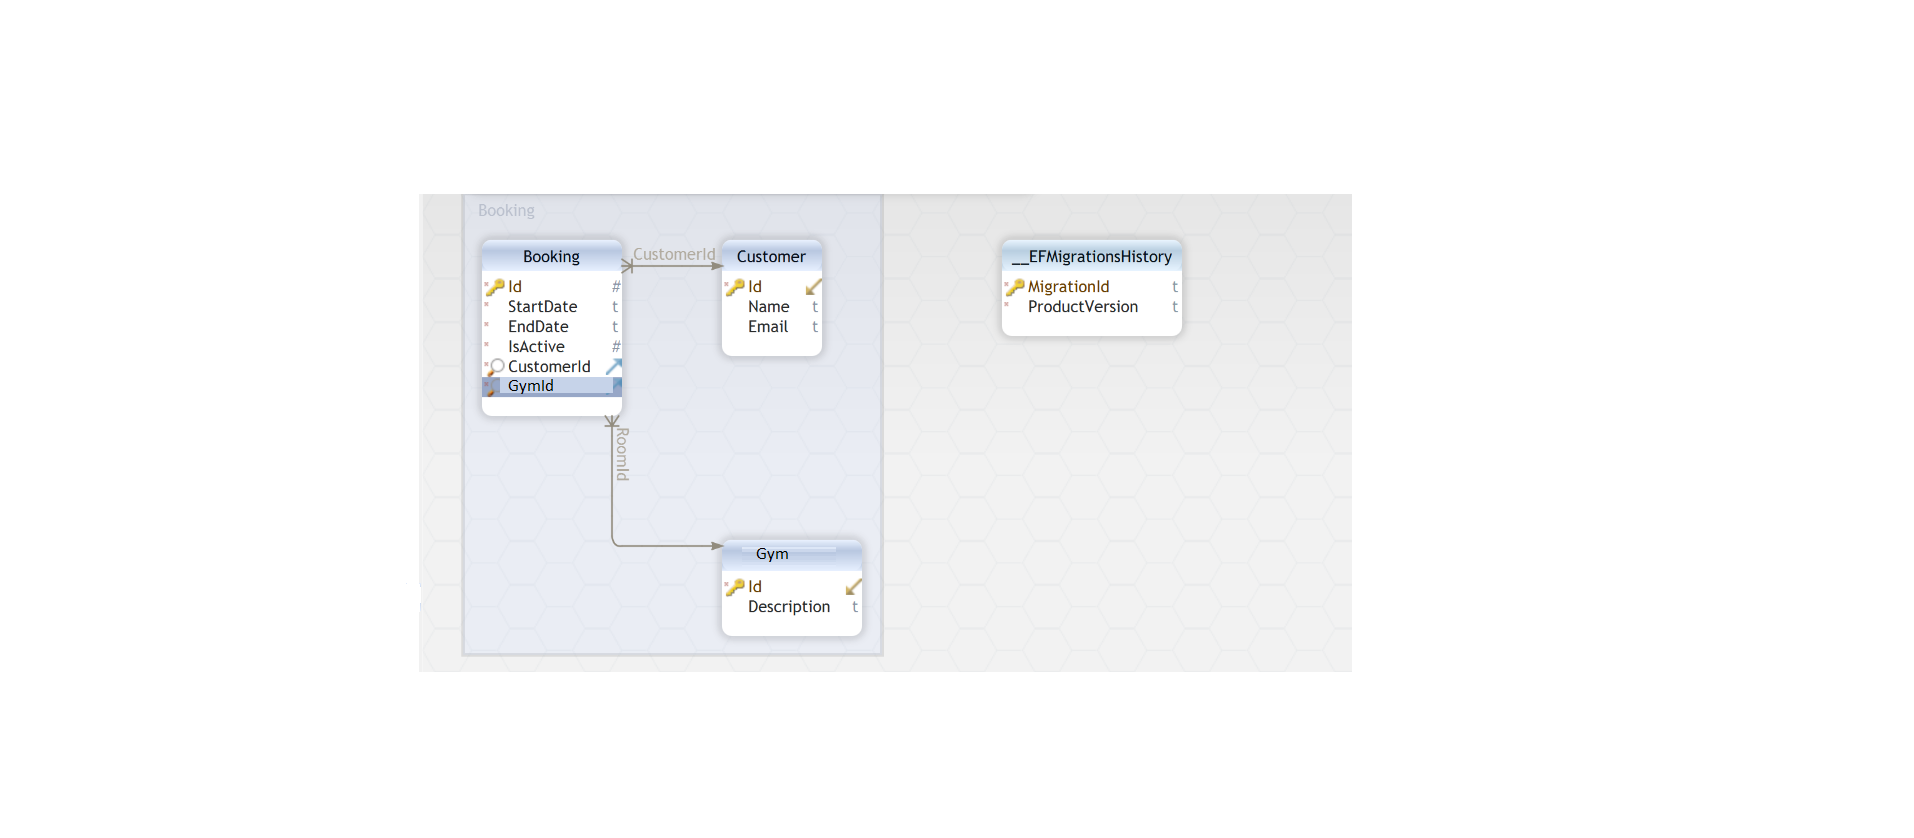 Booking
Booking
Id #
StartDate t
EndDate t
IsActive #
CustomerId
GymId
CustomerId
Customer
Id
Name t
Email t
RoomId
Gym
Id
Description t
__EFMigrationsHistory
MigrationId t
ProductVersion t